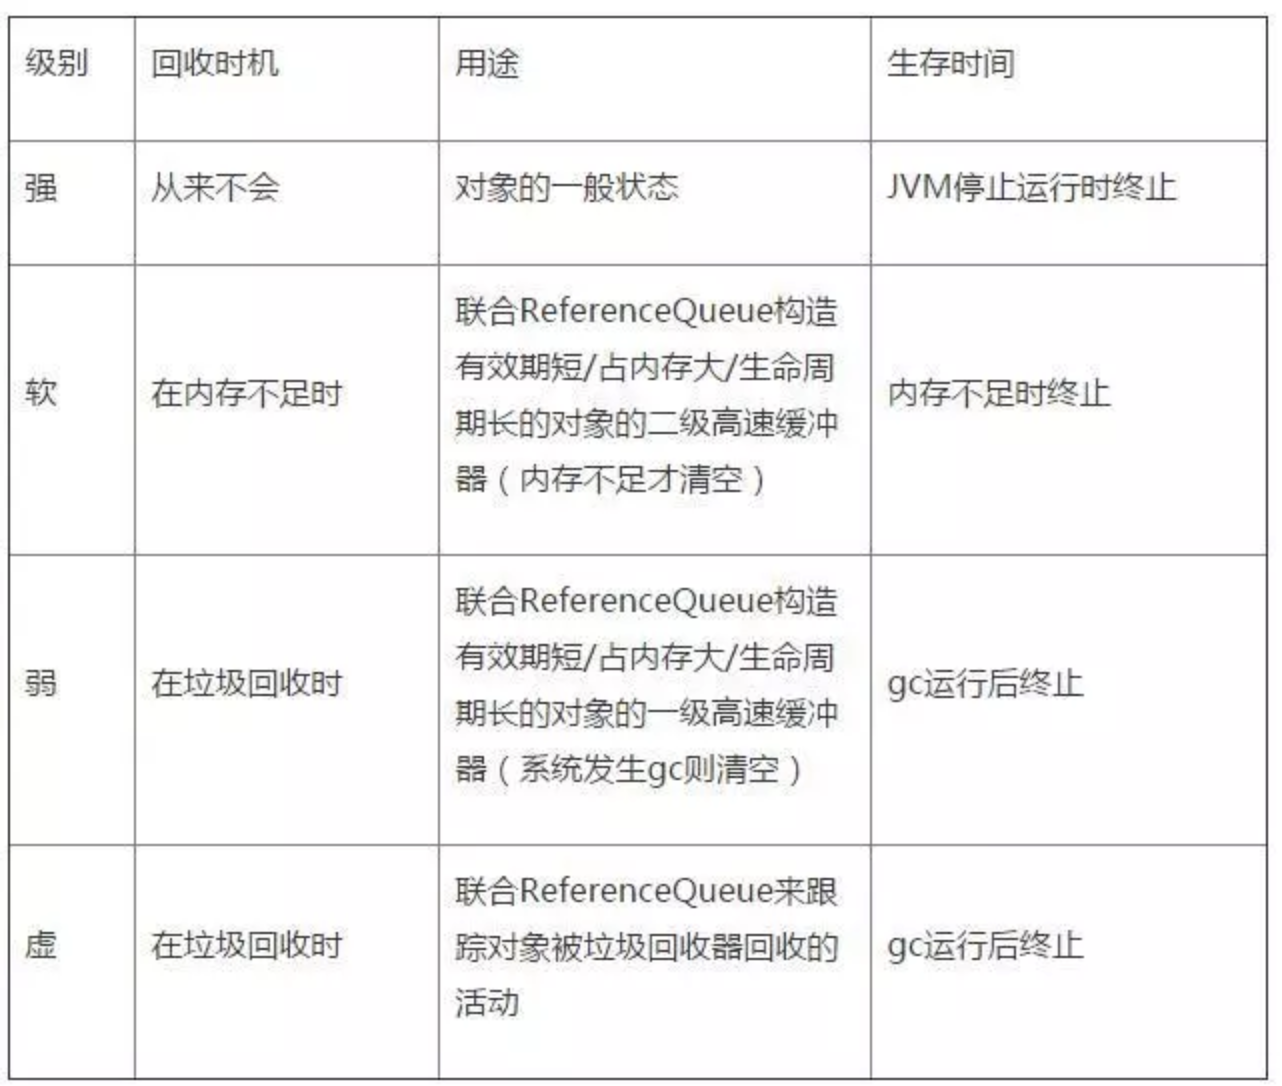 级别 回收时机 用途 生存时间
强 从来不会 对象的一般状态 JVM停止运行时终止
软 在内存不足时
联合ReferenceQueue构造
有效期短/占内存大/生命周
期长的对象的二级高速缓冲
器（内存不足才清空）
内存不足时终止
弱 在垃圾回收时
联合ReferenceQueue构造
有效期短/占内存大/生命周
期长的对象的一级高速缓冲
器（系统发生gc则清空）
gc运行后终止
虚 在垃圾回收时
联合ReferenceQueue来跟
踪对象被垃圾回收器回收的
活动
gc运行后终止